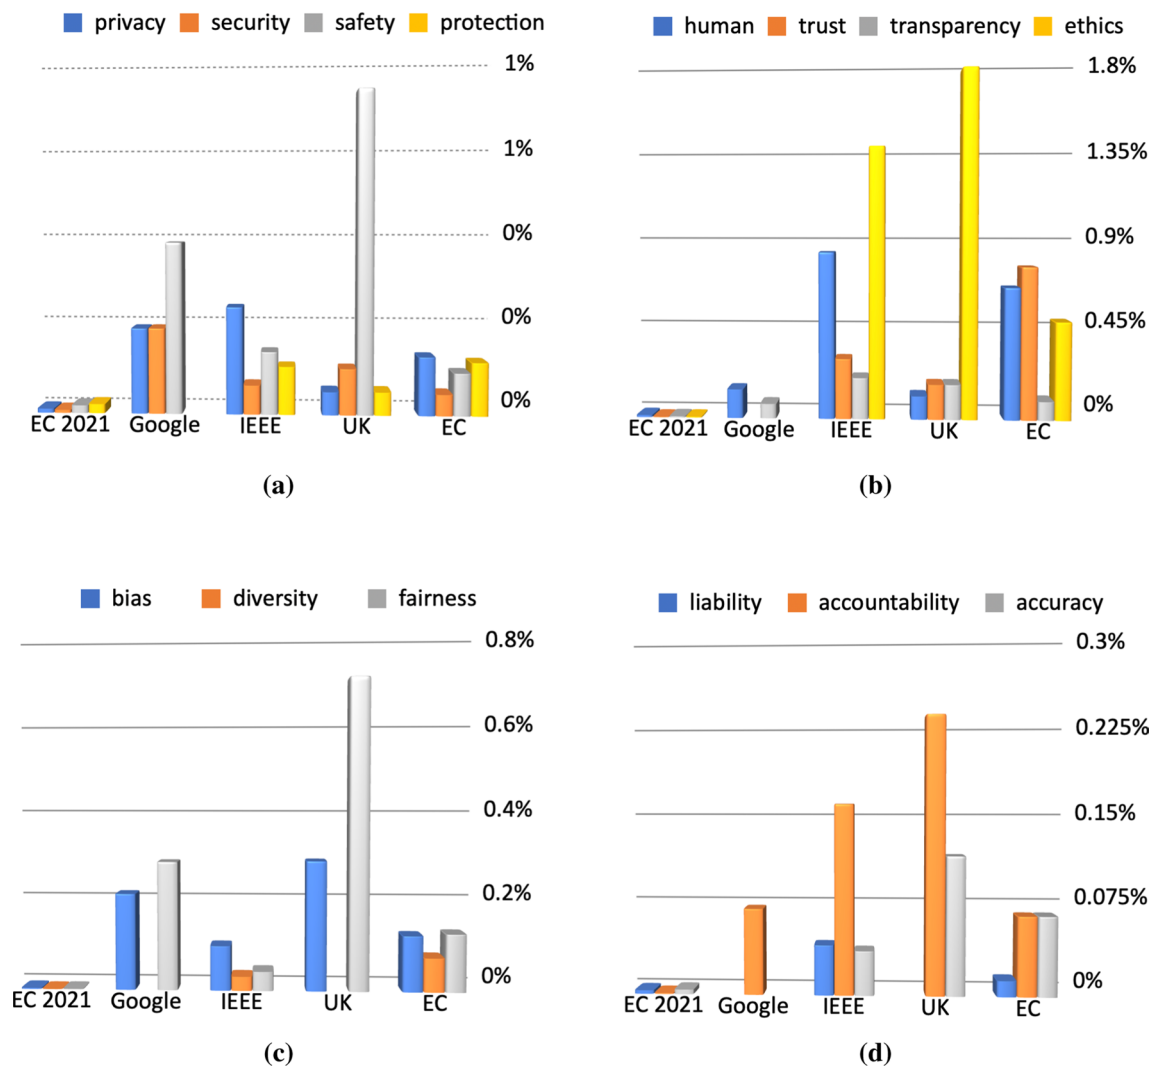 privacy security safety protection
1%
1%
0%
0%
0%
EC 2021 Google IEEE UK EC
(a)
human trust transparency ethics
1.8%
1.35%
0.9%
0.45%
0%
EC 2021 Google IEEE UK EC
(b)
bias diversity fairness
0.8%
0.6%
0.4%
0.2%
0%
EC 2021 Google IEEE UK EC
(c)
liability accountability accuracy
0.3%
0.225%
0.15%
0.075%
0%
EC 2021 Google IEEE UK EC
(d)